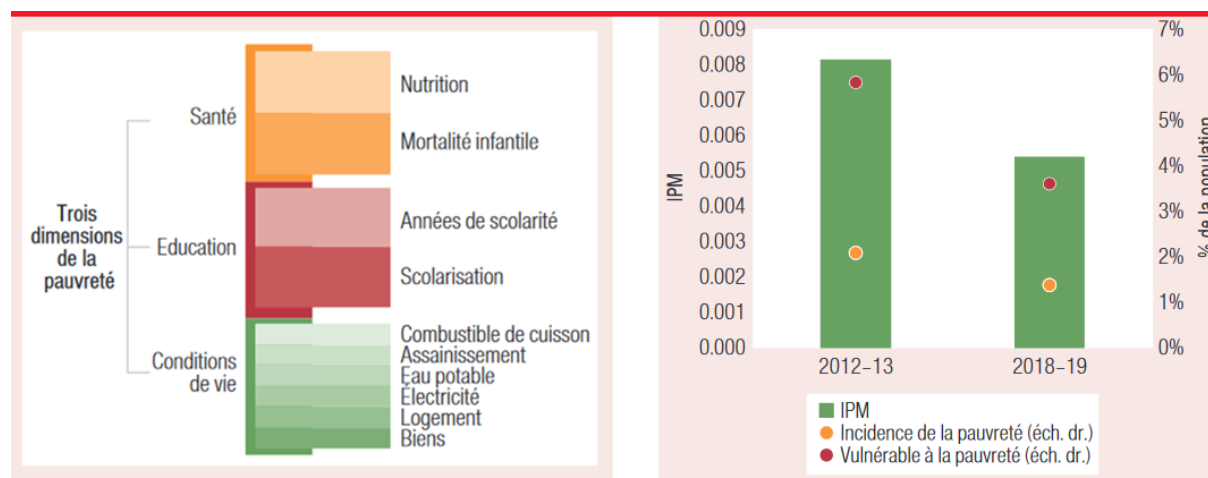 Trois
dimensions
de la
pauvreté
Santé
Nutrition
Mortalité infantile
Education
Années de scolarité
Scolarisation
Conditions
de vie
Combustible de cuisson
Assainissement
Eau potable
Électricité
Logement
Biens
IPM
0.009
0.008
0.007
0.006
0.005
0.004
0.003
0.002
0.001
0.000
7%
6%
5%
4%
3%
2%
1%
0%
% de la population
2012–13
2018–19
IPM
Incidence de la pauvreté (éch. dr.)
Vulnérable à la pauvreté (éch. dr.)